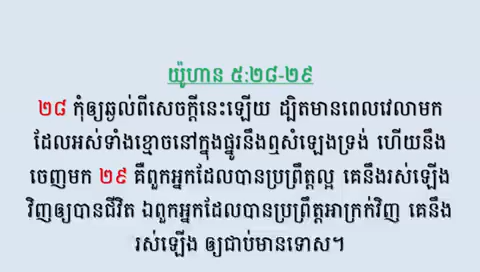 យ៉ូហាន ៥:២៨-២៩
២៨ កុំឲ្យឆ្ងល់ពីសេចក្ដីនេះឡើយ ដ្បិតមានពេលវេលាមក
ដែលអស់ទាំងខ្មោចនៅក្នុងផ្នូរនឹងឮសំឡេងទ្រង់ ហើយនឹង
ចេញមក ២៩ គឺពួកអ្នកដែលបានប្រព្រឹត្តល្អ គេនឹងរស់ឡើង
វិញឲ្យបានជីវិត ឯពួកអ្នកដែលបានប្រព្រឹត្តអាក្រក់វិញ គេនឹង
រស់ឡើង ឲ្យជាប់មានទោស។